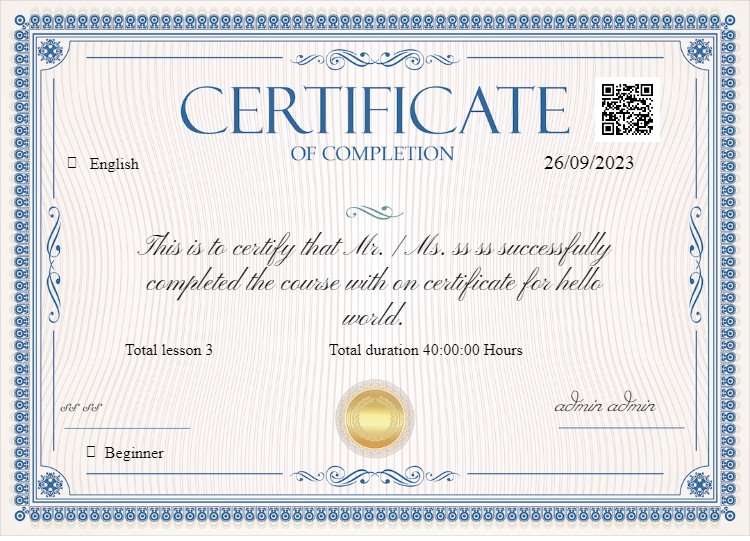 CERTIFICATE
OF COMPLETION
English
26/09/2023
This is to certify that Mr. / Ms. ss ss successfully
completed the course with on certificate for hello
world.
Total lesson 3
Total duration 40:00:00 Hours
ss ss
admin admin
Beginner